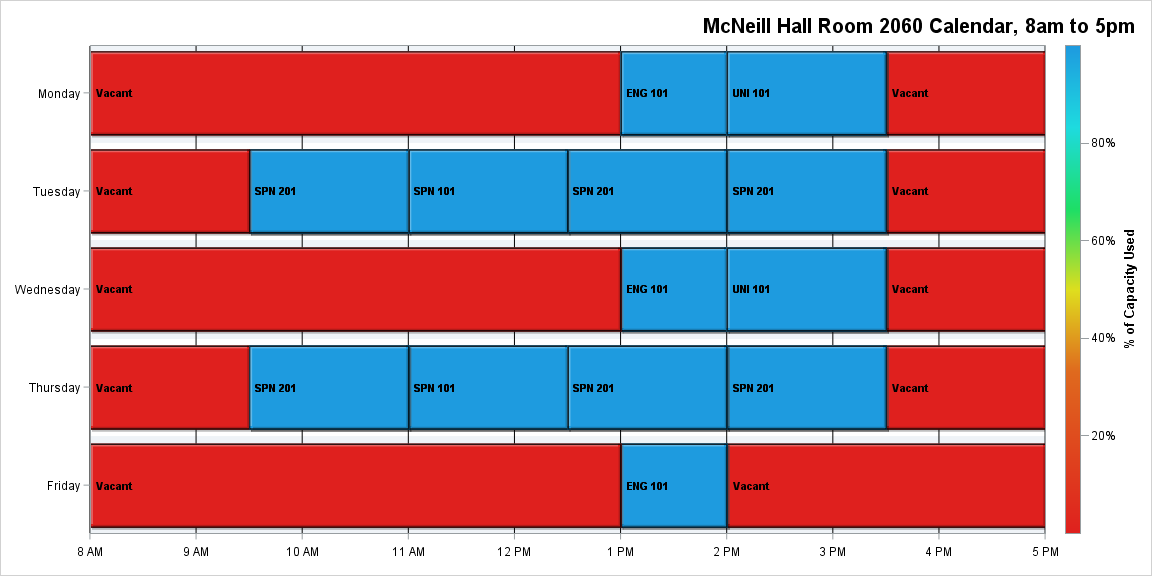 McNeill Hall Room 2060 Calendar, 8am to 5pm
Monday
Vacant
ENG 101
UNI 101
Vacant
Tuesday
Vacant
SPN 201
SPN 101
SPN 201
SPN 201
Vacant
Wednesday
Vacant
ENG 101
UNI 101
Vacant
Thursday
Vacant
SPN 201
SPN 101
SPN 201
SPN 201
Vacant
Friday
Vacant
ENG 101
Vacant
8 AM
9 AM
10 AM
11 AM
12 PM
1 PM
2 PM
3 PM
4 PM
5 PM
80%
60%
40%
20%
% of Capacity Used